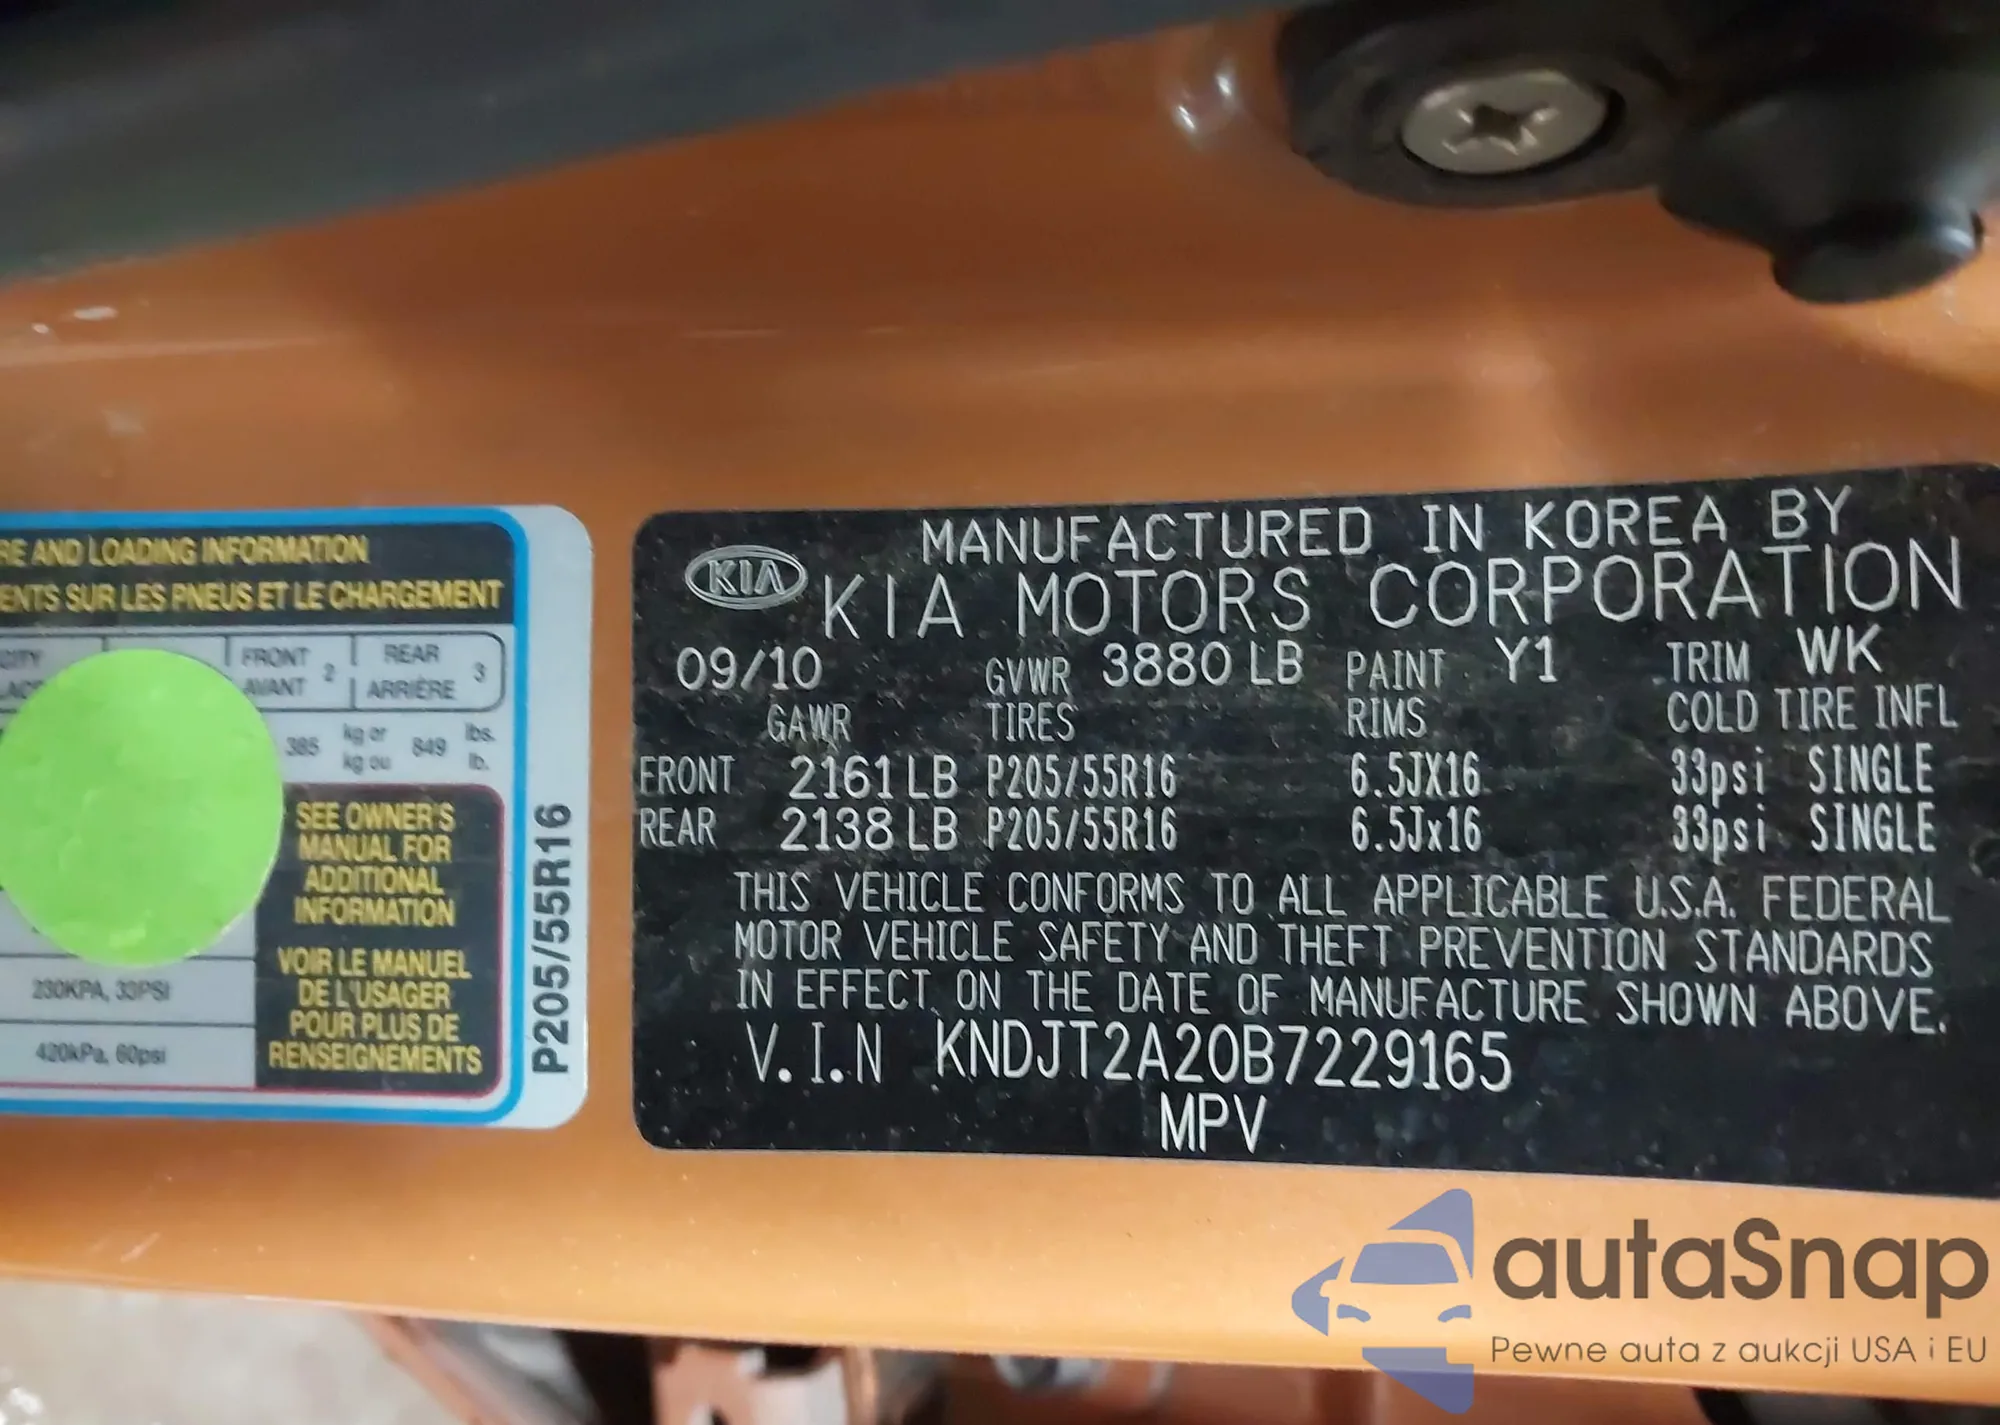 RE AND LOADING INFORMATION
ENTS SUR LES PNEUS ET LE CHARGEMENT
FRONT 2 REAR 3
AVANT ARRIÈRE
385 kg or 849 lbs.
kg ou lb.
SEE OWNER'S
MANUAL FOR
ADDITIONAL
INFORMATION
VOIR LE MANUEL
DE L'USAGER
POUR PLUS DE
RENSEIGNEMENTS
230KPA, 33PSI
420kPa, 60psi
P205/55R16
KIA
MANUFACTURED IN KOREA BY
KIA MOTORS CORPORATION
09/10 GVWR 3880 LB PAINT Y1 TRIM WK
GAWR TIRES RIMS COLD TIRE INFL
FRONT 2161 LB P205/55R16 6.5JX16 33psi SINGLE
REAR 2138 LB P205/55R16 6.5Jx16 33psi SINGLE
THIS VEHICLE CONFORMS TO ALL APPLICABLE U.S.A. FEDERAL
MOTOR VEHICLE SAFETY AND THEFT PREVENTION STANDARDS
IN EFFECT ON THE DATE OF MANUFACTURE SHOWN ABOVE.
V.I.N KNDJT2A20B7229165
MPV
autaSnap
Pewne auta z aukcji USA i EU